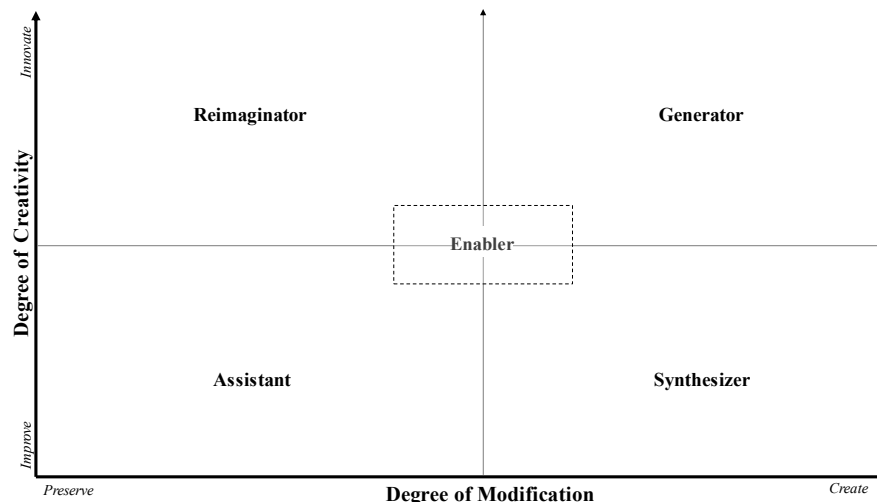 Innovate
Reimaginator
Generator
Degree of Creativity
Enabler
Assistant
Synthesizer
Improve
Preserve
Degree of Modification
Create